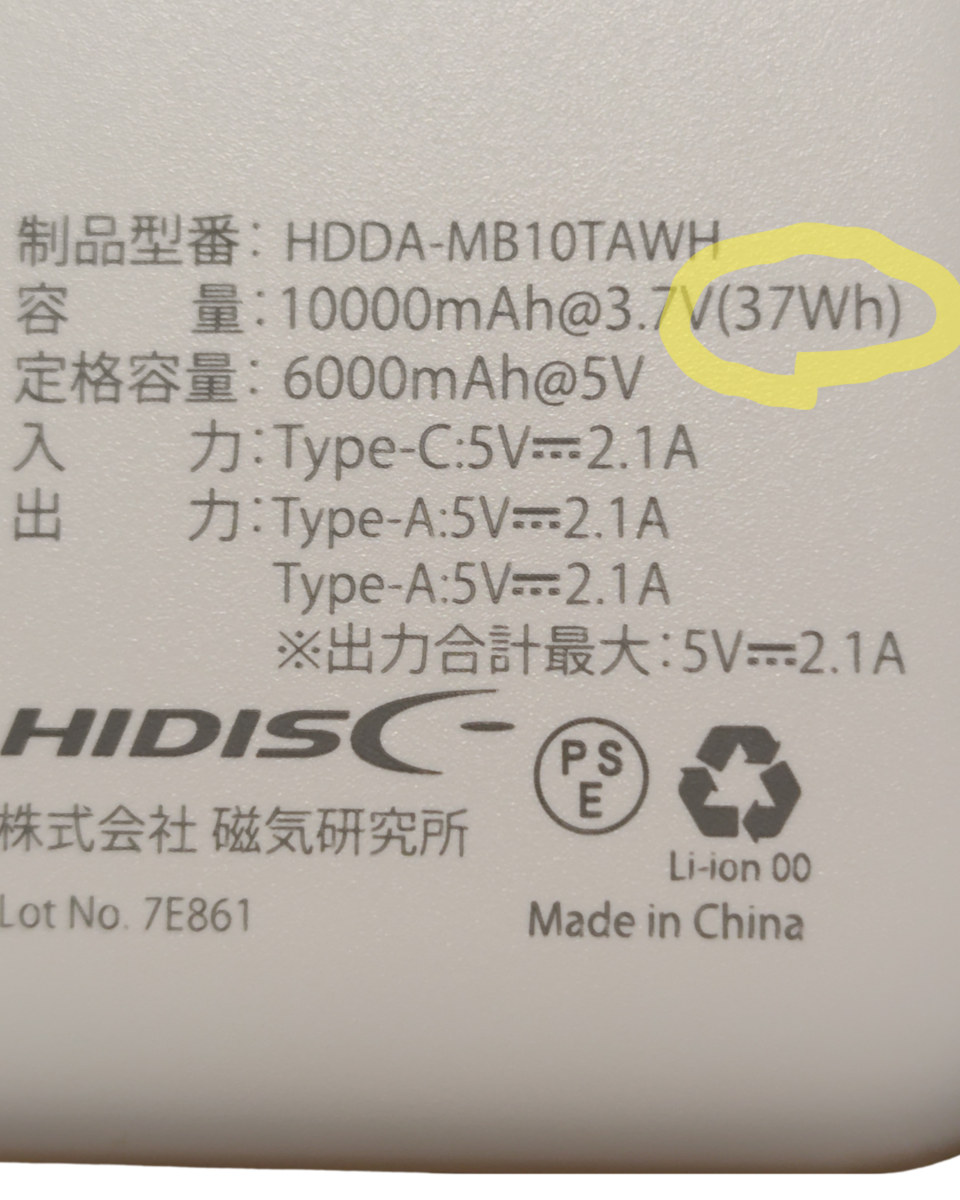 制品型番：HDDA-MB10TAWH
容　　量：10000mAh@3.7V(37Wh)
定格容量：6000mAh@5V
入　　力：Type-C:5V⎓2.1A
出　　力：Type-A:5V⎓2.1A
Type-A:5V⎓2.1A
※出力合計最大：5V⎓2.1A
HIDISC
PS
E
株式会社 磁気研究所
Li-ion 00
Lot No. 7E861
Made in China